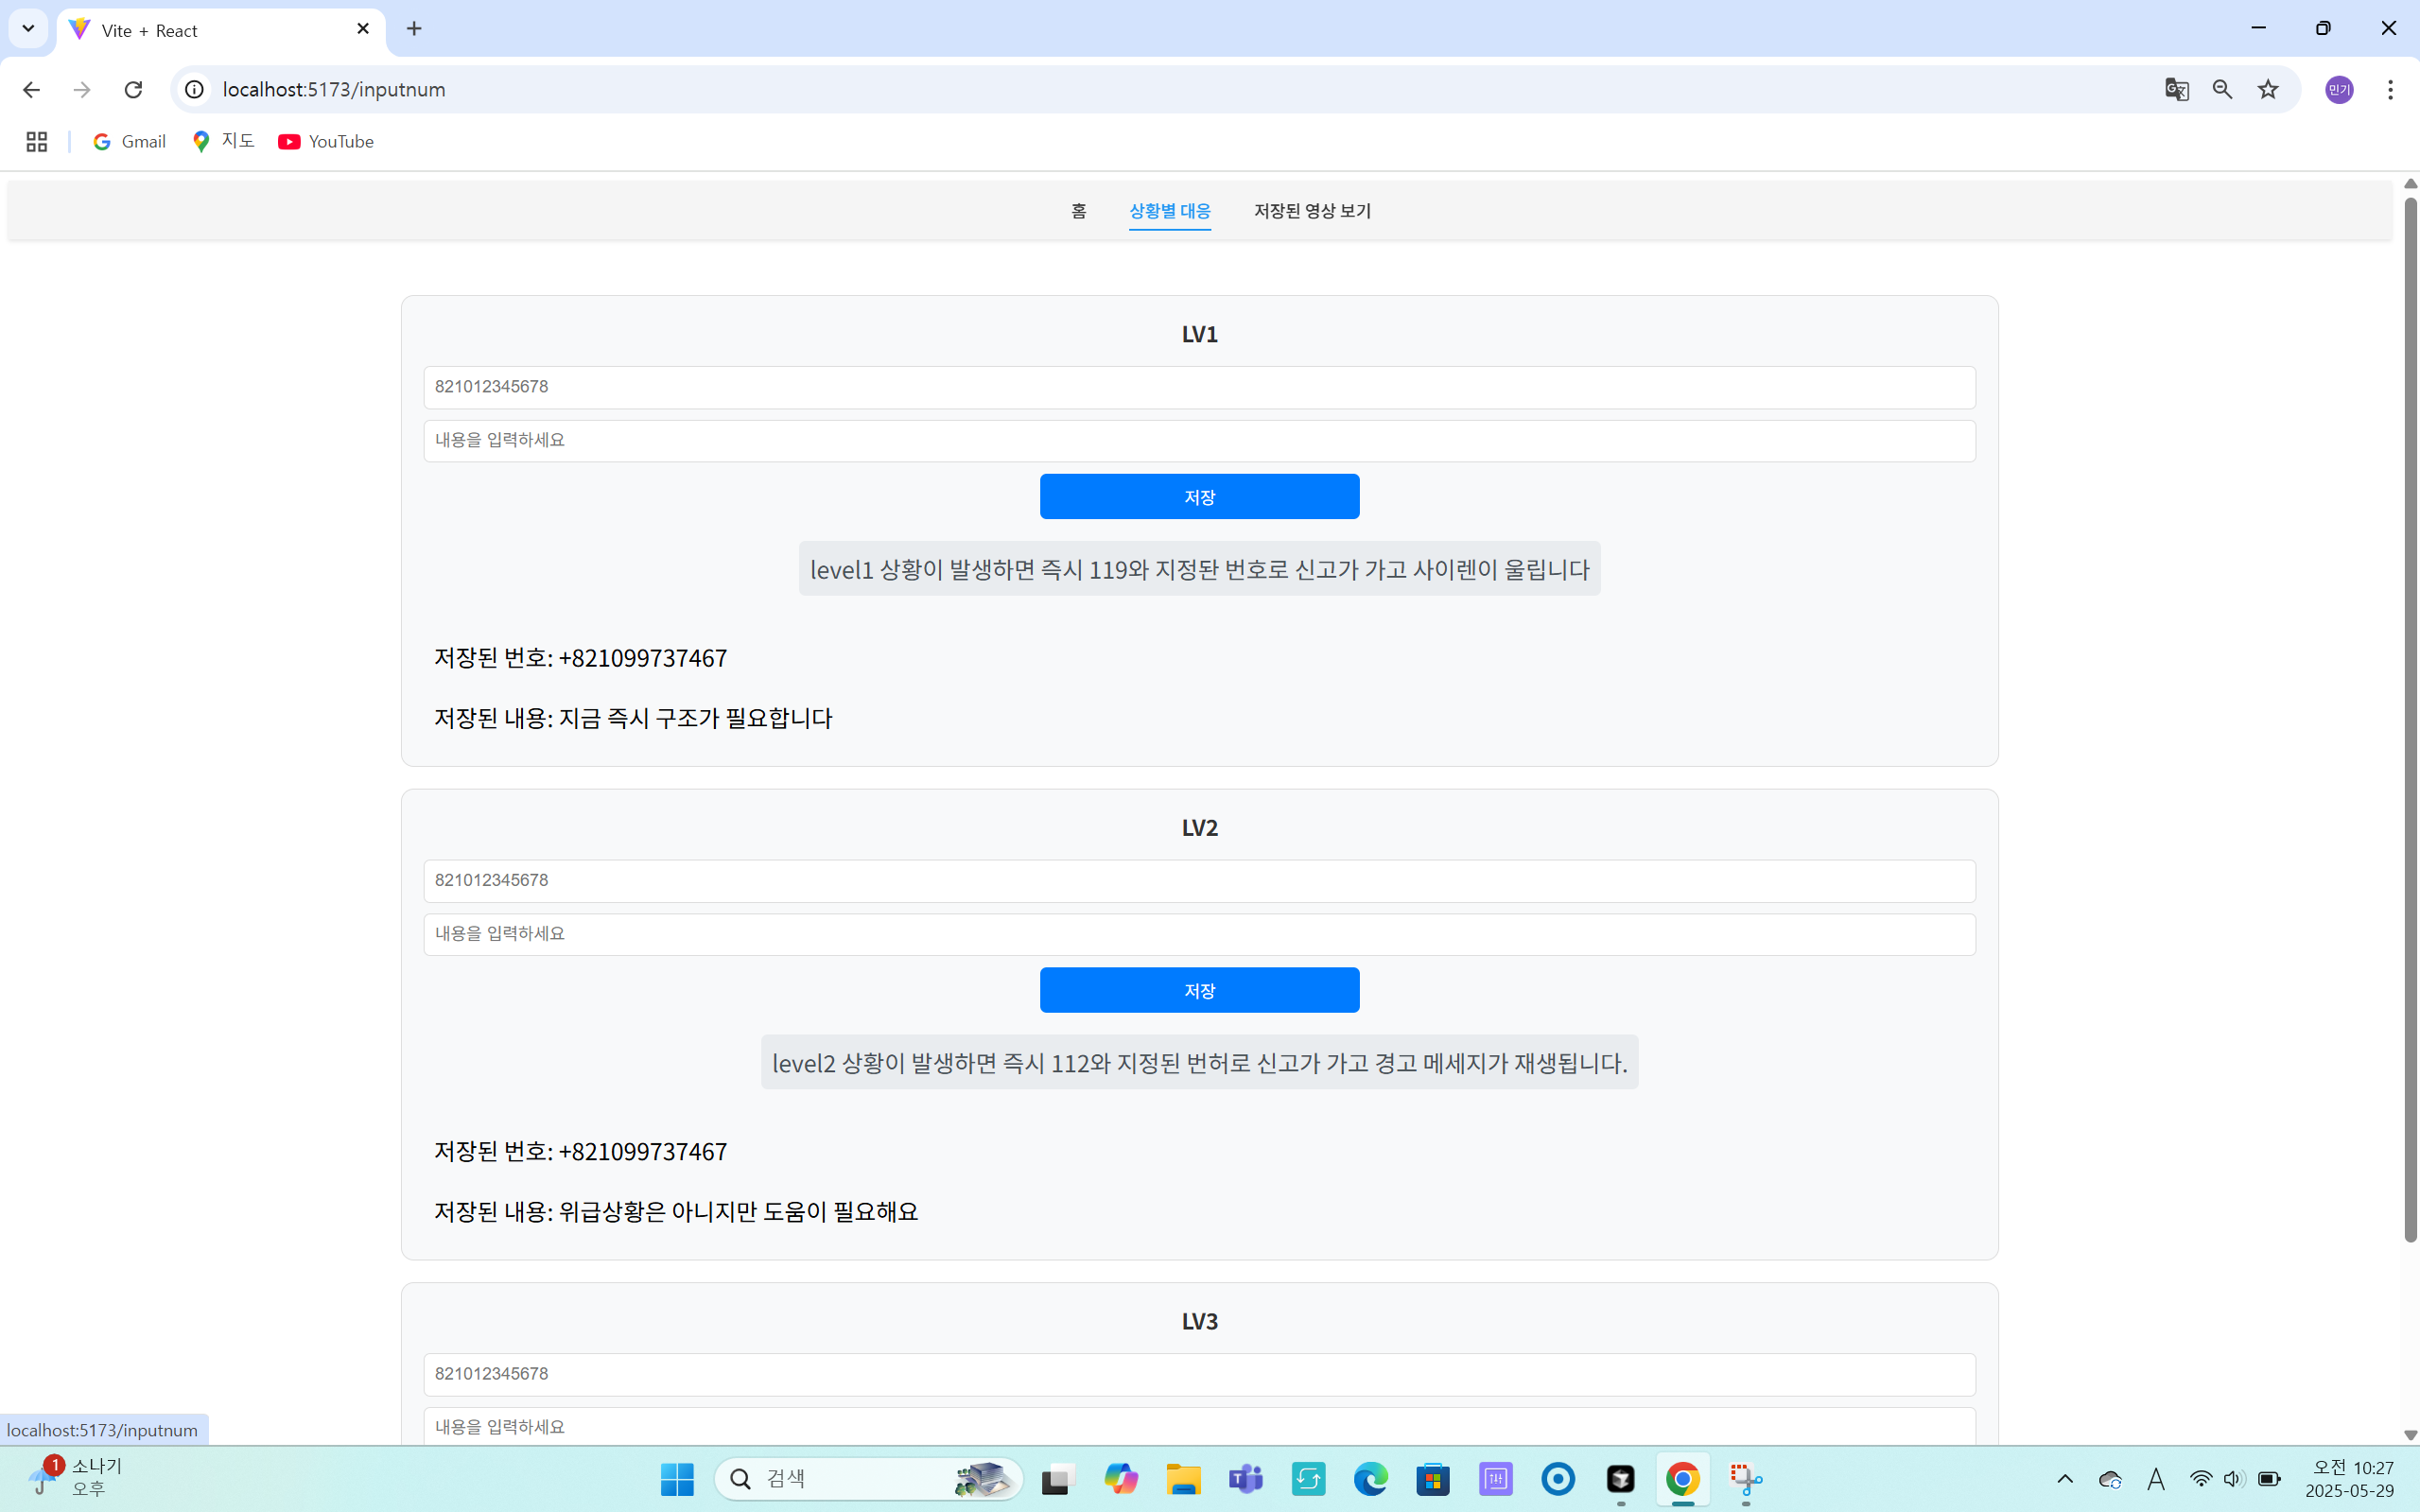 Vite + React
localhost:5173/inputnum
민기
Gmail
지도
YouTube
홈
상황별 대응
저장된 영상 보기
LV1
821012345678
내용을 입력하세요
저장
level1 상황이 발생하면 즉시 119와 지정돤 번호로 신고가 가고 사이렌이 울립니다
저장된 번호: +821099737467
저장된 내용: 지금 즉시 구조가 필요합니다
LV2
821012345678
내용을 입력하세요
저장
level2 상황이 발생하면 즉시 112와 지정된 번허로 신고가 가고 경고 메세지가 재생됩니다.
저장된 번호: +821099737467
저장된 내용: 위급상황은 아니지만 도움이 필요해요
LV3
821012345678
내용을 입력하세요
localhost:5173/inputnum
1
소나기
오후
검색
A
오전 10:27
2025-05-29